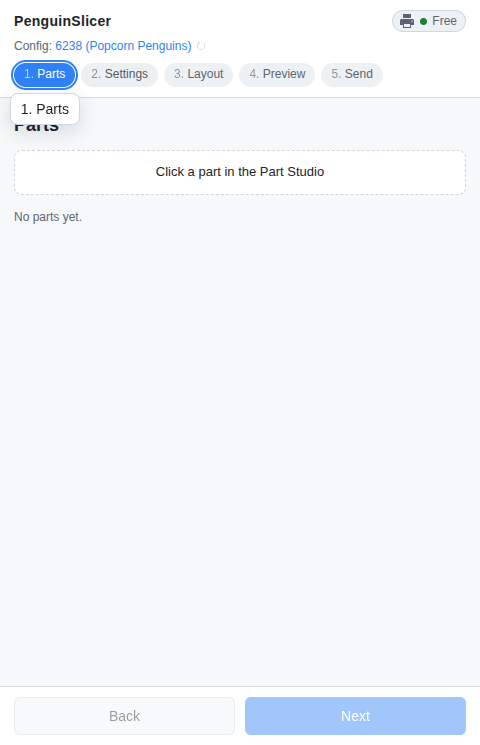 PenguinSlicer
Free
Config: 6238 (Popcorn Penguins)
1. Parts
2. Settings
3. Layout
4. Preview
5. Send
1. Parts
Parts
Click a part in the Part Studio
No parts yet.
Back
Next